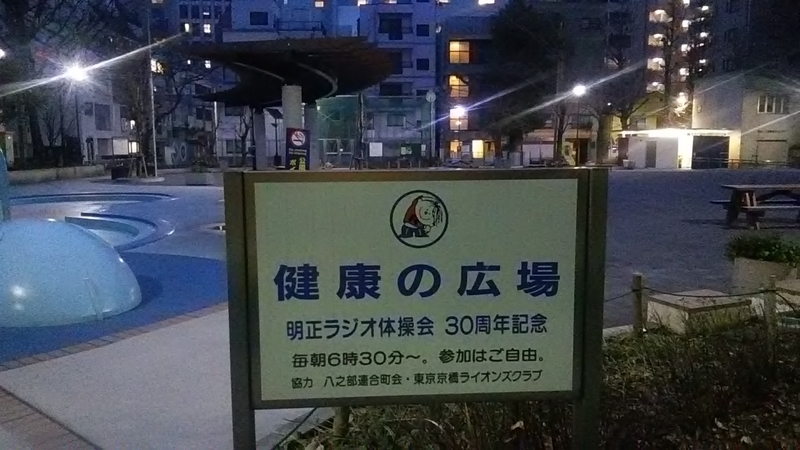 健康の広場
明正ラジオ体操会 30周年記念
毎朝6時30分～。参加はご自由。
協力 八之部連合町会・東京京橋ライオンズクラブ